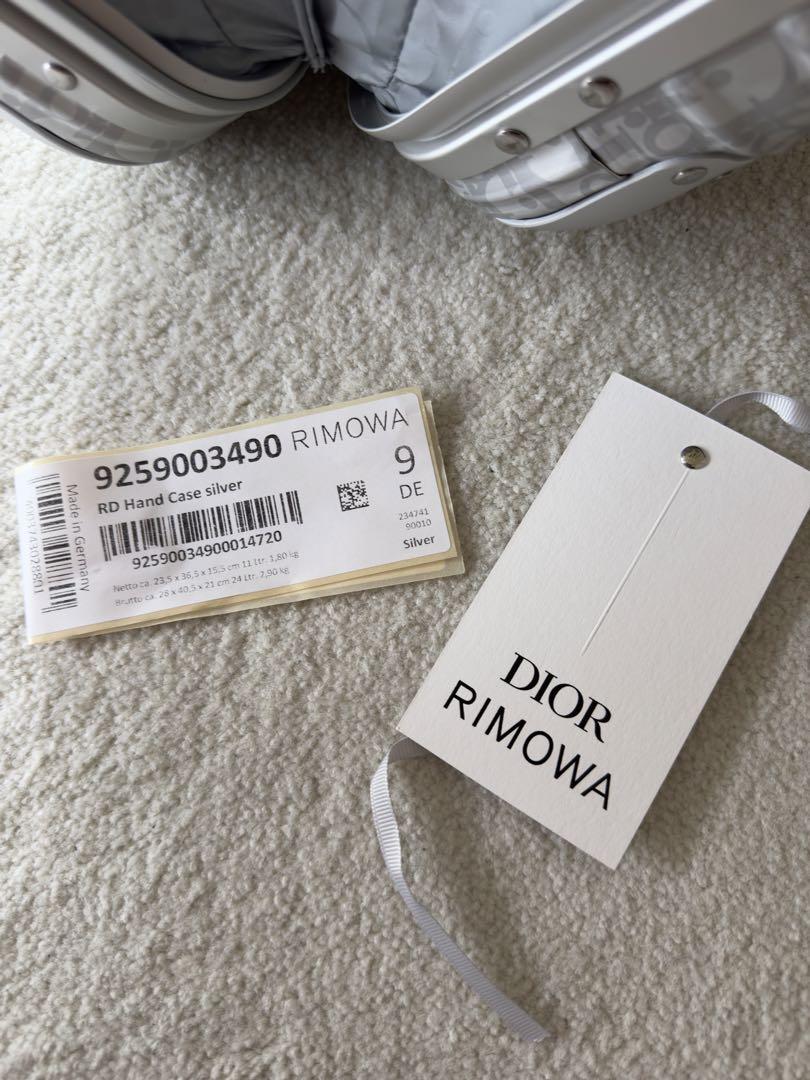 9259003490 RIMOWA
RD Hand Case silver
92590034900014720
Netto ca. 23,5 x 36,5 x 15,5 cm 11 Ltr. 1,80 kg
Brutto ca. 28 x 40,5 x 21 cm 24 Ltr. 2,90 kg
9
DE
234741
90010
Silver
Made in Germany
DIOR
RIMOWA